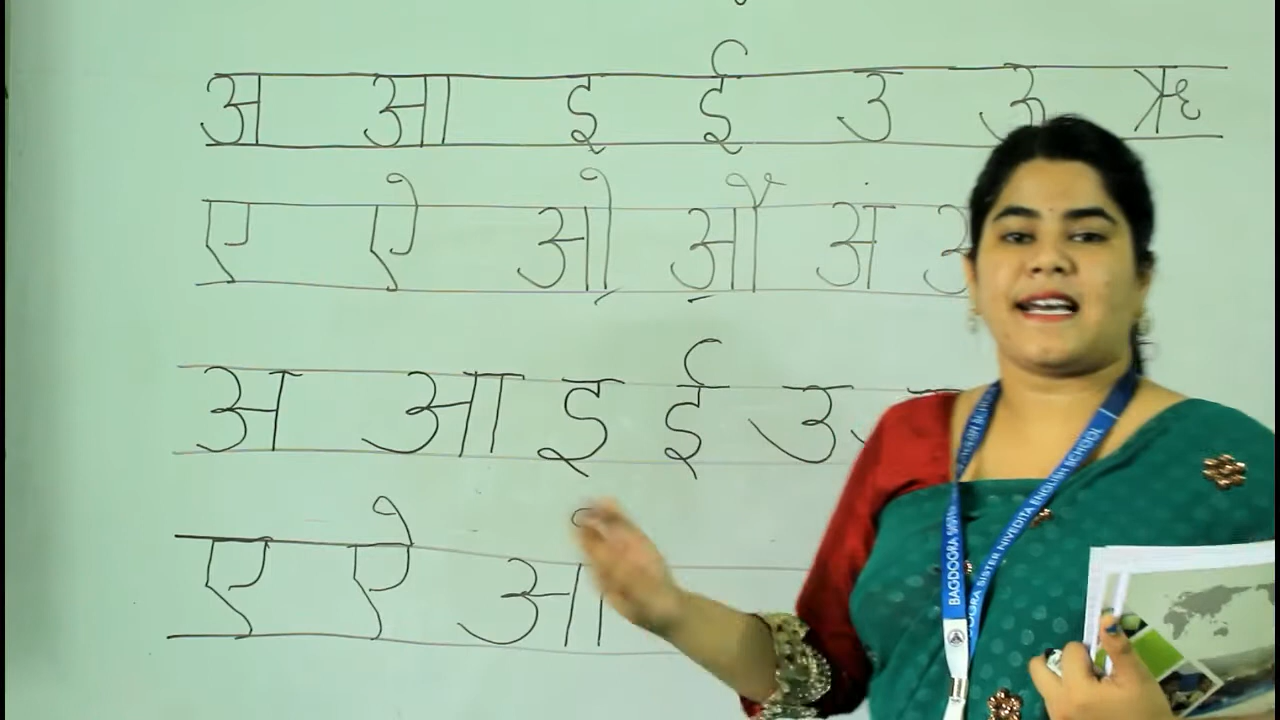 अ आ इ ई उ ऊ ऋ
ए ऐ ओ औ अं
अ आ इ ई उ
ए ऐ ओ
BAGDOGRA SISTER NIVEDITA ENGLISH SCHOOL